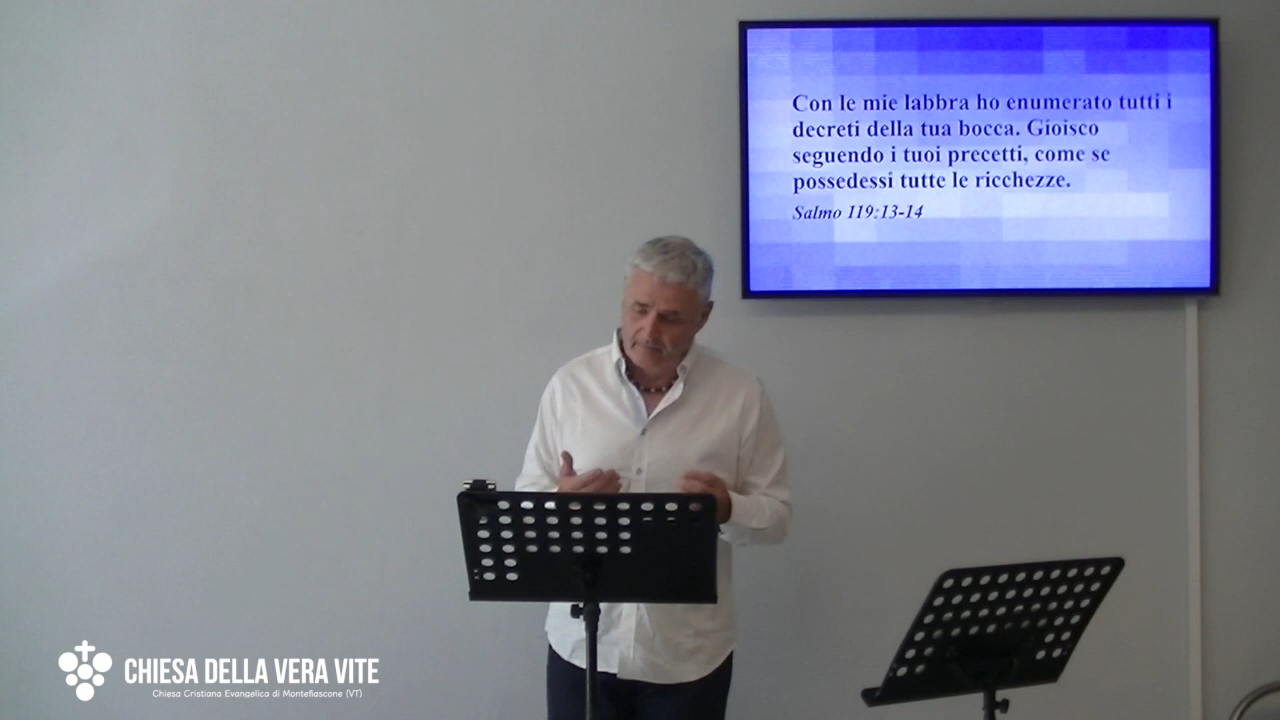 Con le mie labbra ho enumerato tutti i
decreti della tua bocca. Gioisco
seguendo i tuoi precetti, come se
possedessi tutte le ricchezze.
Salmo 119:13-14
CHIESA DELLA VERA VITE
Chiesa Cristiana Evangelica di Montefiascone (VT)